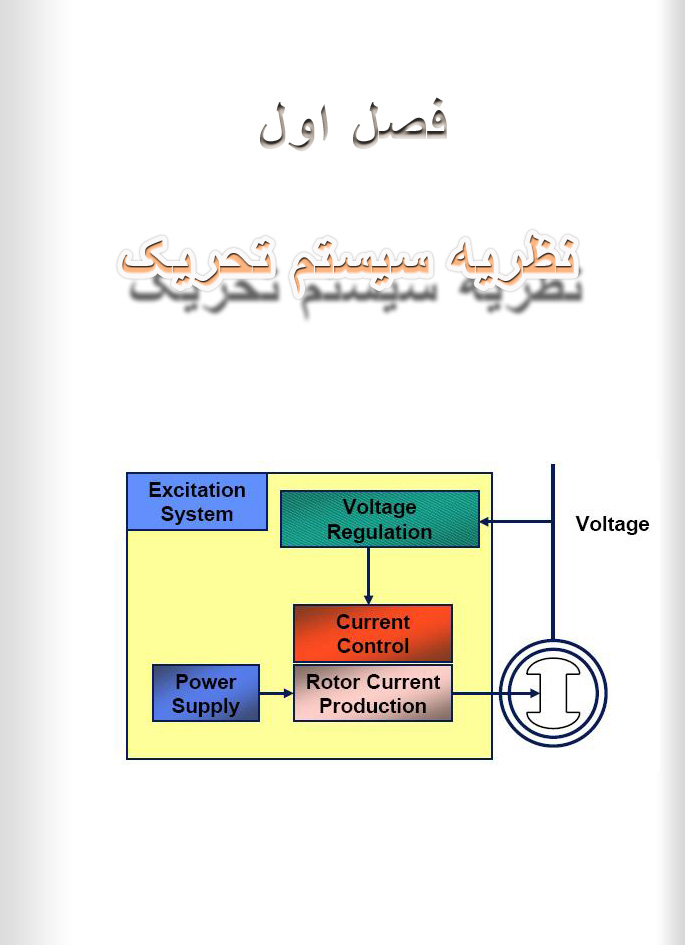 فصل اول
نظریه سیستم تحریک
Excitation
System
Voltage
Regulation
Voltage
Current
Control
Power
Supply
Rotor Current
Production